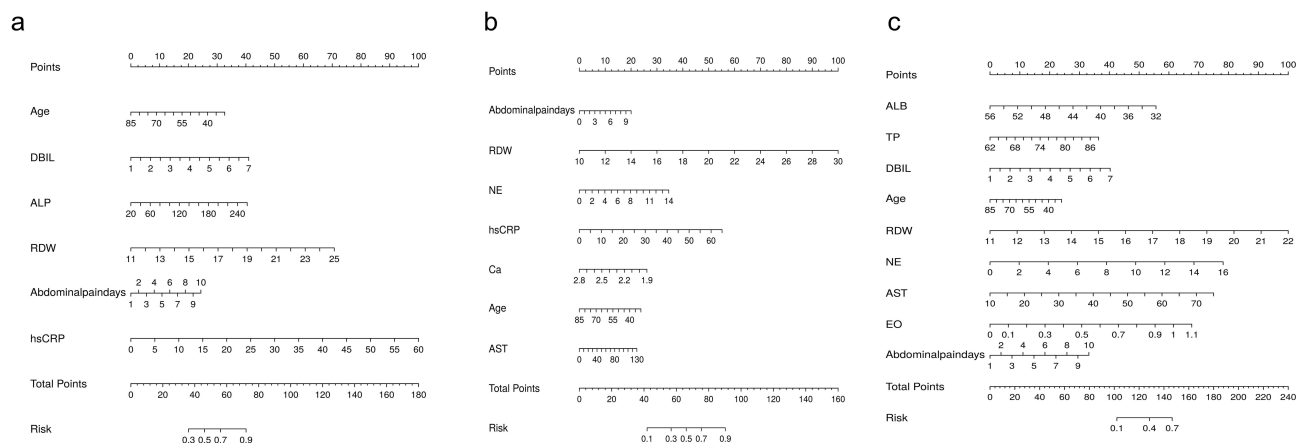 a
0 10 20 30 40 50 60 70 80 90 100
Points
Age
85 70 55 40
DBIL
1 2 3 4 5 6 7
ALP
20 60 120 180 240
RDW
11 13 15 17 19 21 23 25
2 4 6 8 10
Abdominalpaindays
1 3 5 7 9
hsCRP
0 5 10 15 20 25 30 35 40 45 50 55 60
Total Points
0 20 40 60 80 100 120 140 160 180
Risk
0.3 0.5 0.7 0.9
b
0 10 20 30 40 50 60 70 80 90 100
Points
Abdominalpaindays
0 3 6 9
RDW
10 12 14 16 18 20 22 24 26 28 30
NE
0 2 4 6 8 11 14
hsCRP
0 5 10 20 30 40 50 60
Ca
2.8 2.5 2.2 1.9
Age
85 70 55 40
AST
0 40 80 130
Total Points
0 20 40 60 80 100 120 140 160
Risk
0.1 0.3 0.5 0.7 0.9
c
0 10 20 30 40 50 60 70 80 90 100
Points
ALB
56 52 48 44 40 36 32
TP
62 68 74 80 86
DBIL
1 2 3 4 5 6 7
Age
85 70 55 40
RDW
11 12 13 14 15 16 17 18 19 20 21 22
NE
0 2 4 6 8 10 12 14 16
AST
10 20 30 40 50 60 70
EO
0 0.1 0.3 0.5 0.7 0.9 1 1.1
2 4 6 8 10
Abdominalpaindays
1 3 5 7 9
Total Points
0 20 40 60 80 100 120 140 160 180 200 220 240
Risk
0.1 0.4 0.7